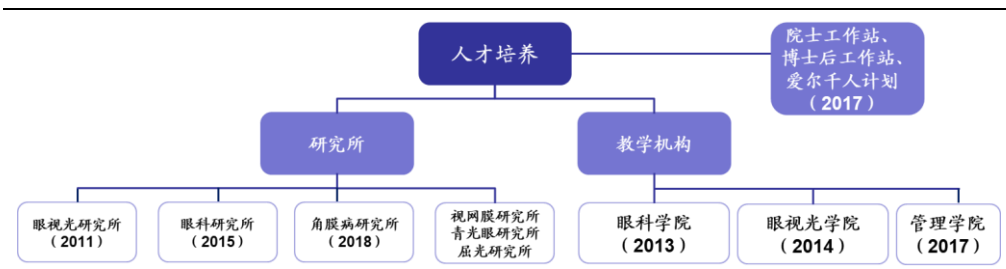 人才培养
院士工作站、
博士后工作站、
爱尔千人计划
（2017）
研究所
教学机构
眼视光研究所
（2011）
眼科研究所
（2015）
角膜病研究所
（2018）
视网膜研究所
青光眼研究所
屈光研究所
眼科学院
（2013）
眼视光学院
（2014）
管理学院
（2017）